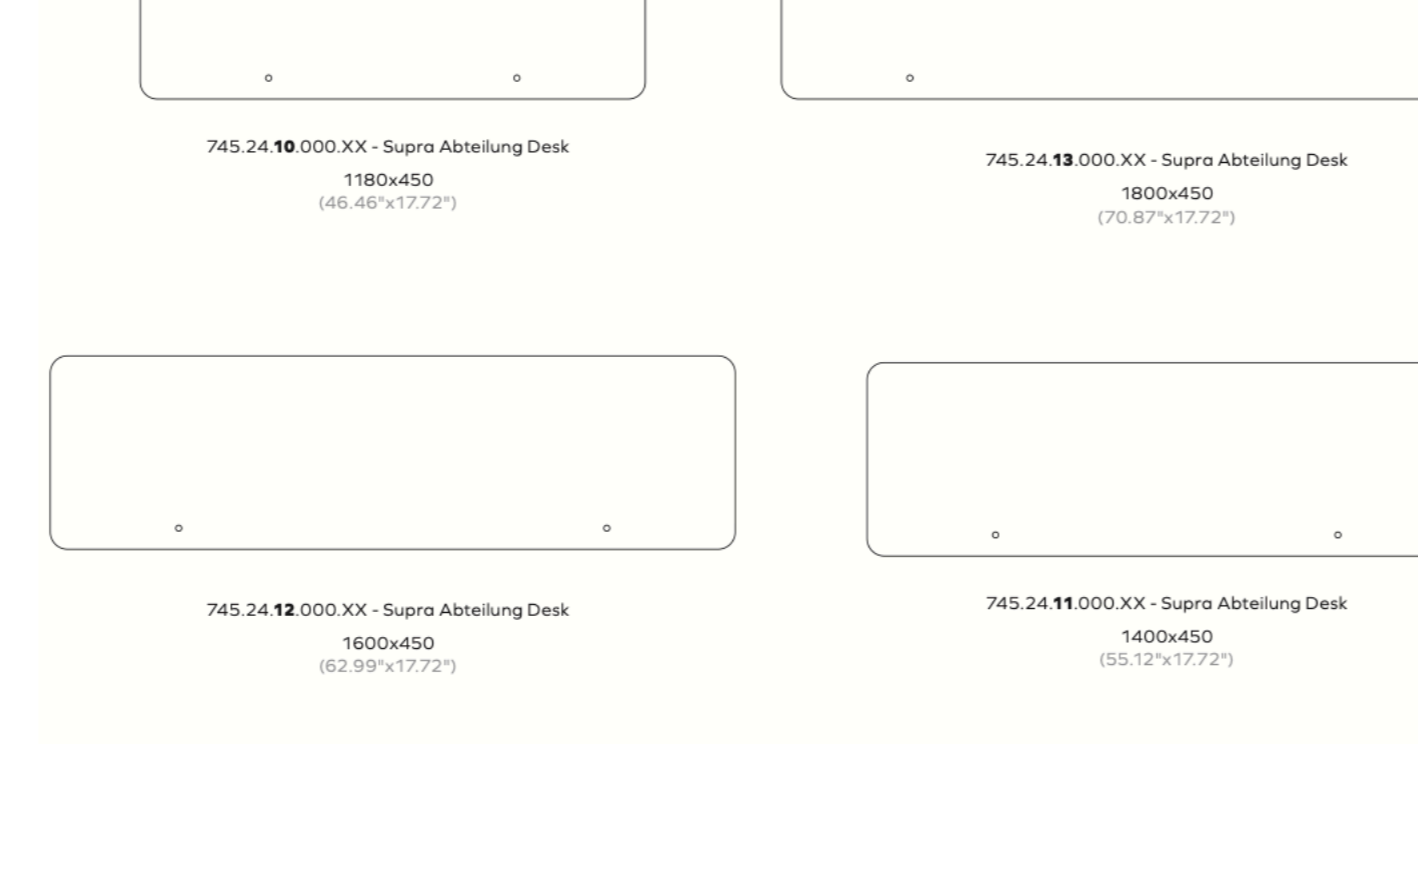 745.24.10.000.XX - Supra Abteilung Desk
1180x450
(46.46"x17.72")
745.24.13.000.XX - Supra Abteilung Desk
1800x450
(70.87"x17.72")
745.24.12.000.XX - Supra Abteilung Desk
1600x450
(62.99"x17.72")
745.24.11.000.XX - Supra Abteilung Desk
1400x450
(55.12"x17.72")